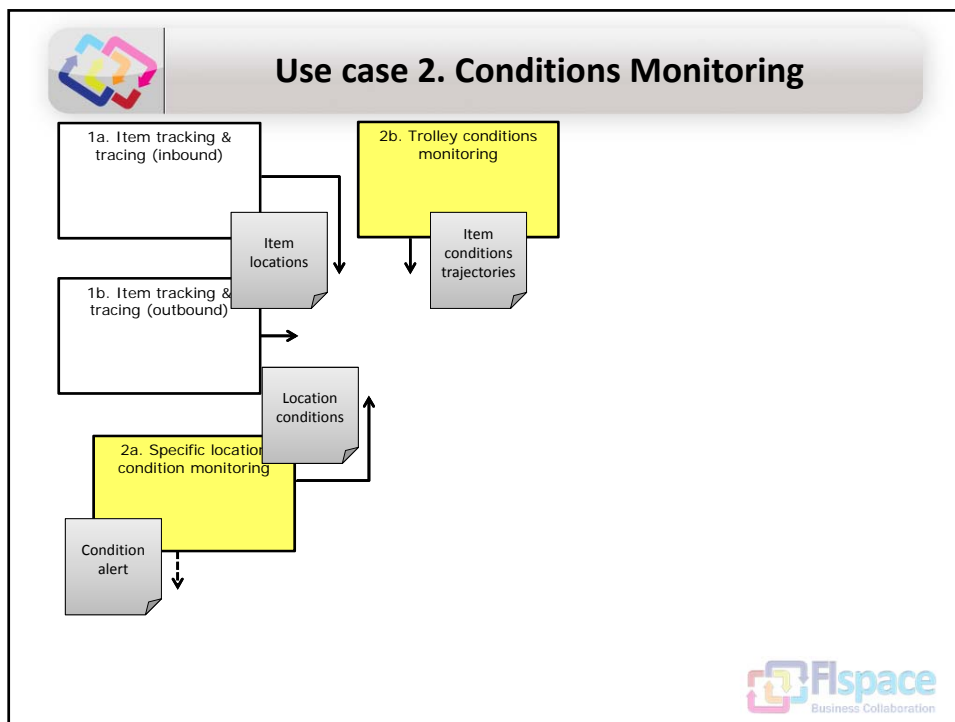 Use case 2. Conditions Monitoring
1a. Item tracking &
tracing (inbound)
2b. Trolley conditions
monitoring
Item
locations
Item
conditions
trajectories
1b. Item tracking &
tracing (outbound)
Location
conditions
2a. Specific location
condition monitoring
Condition
alert
FIspace
Business Collaboration